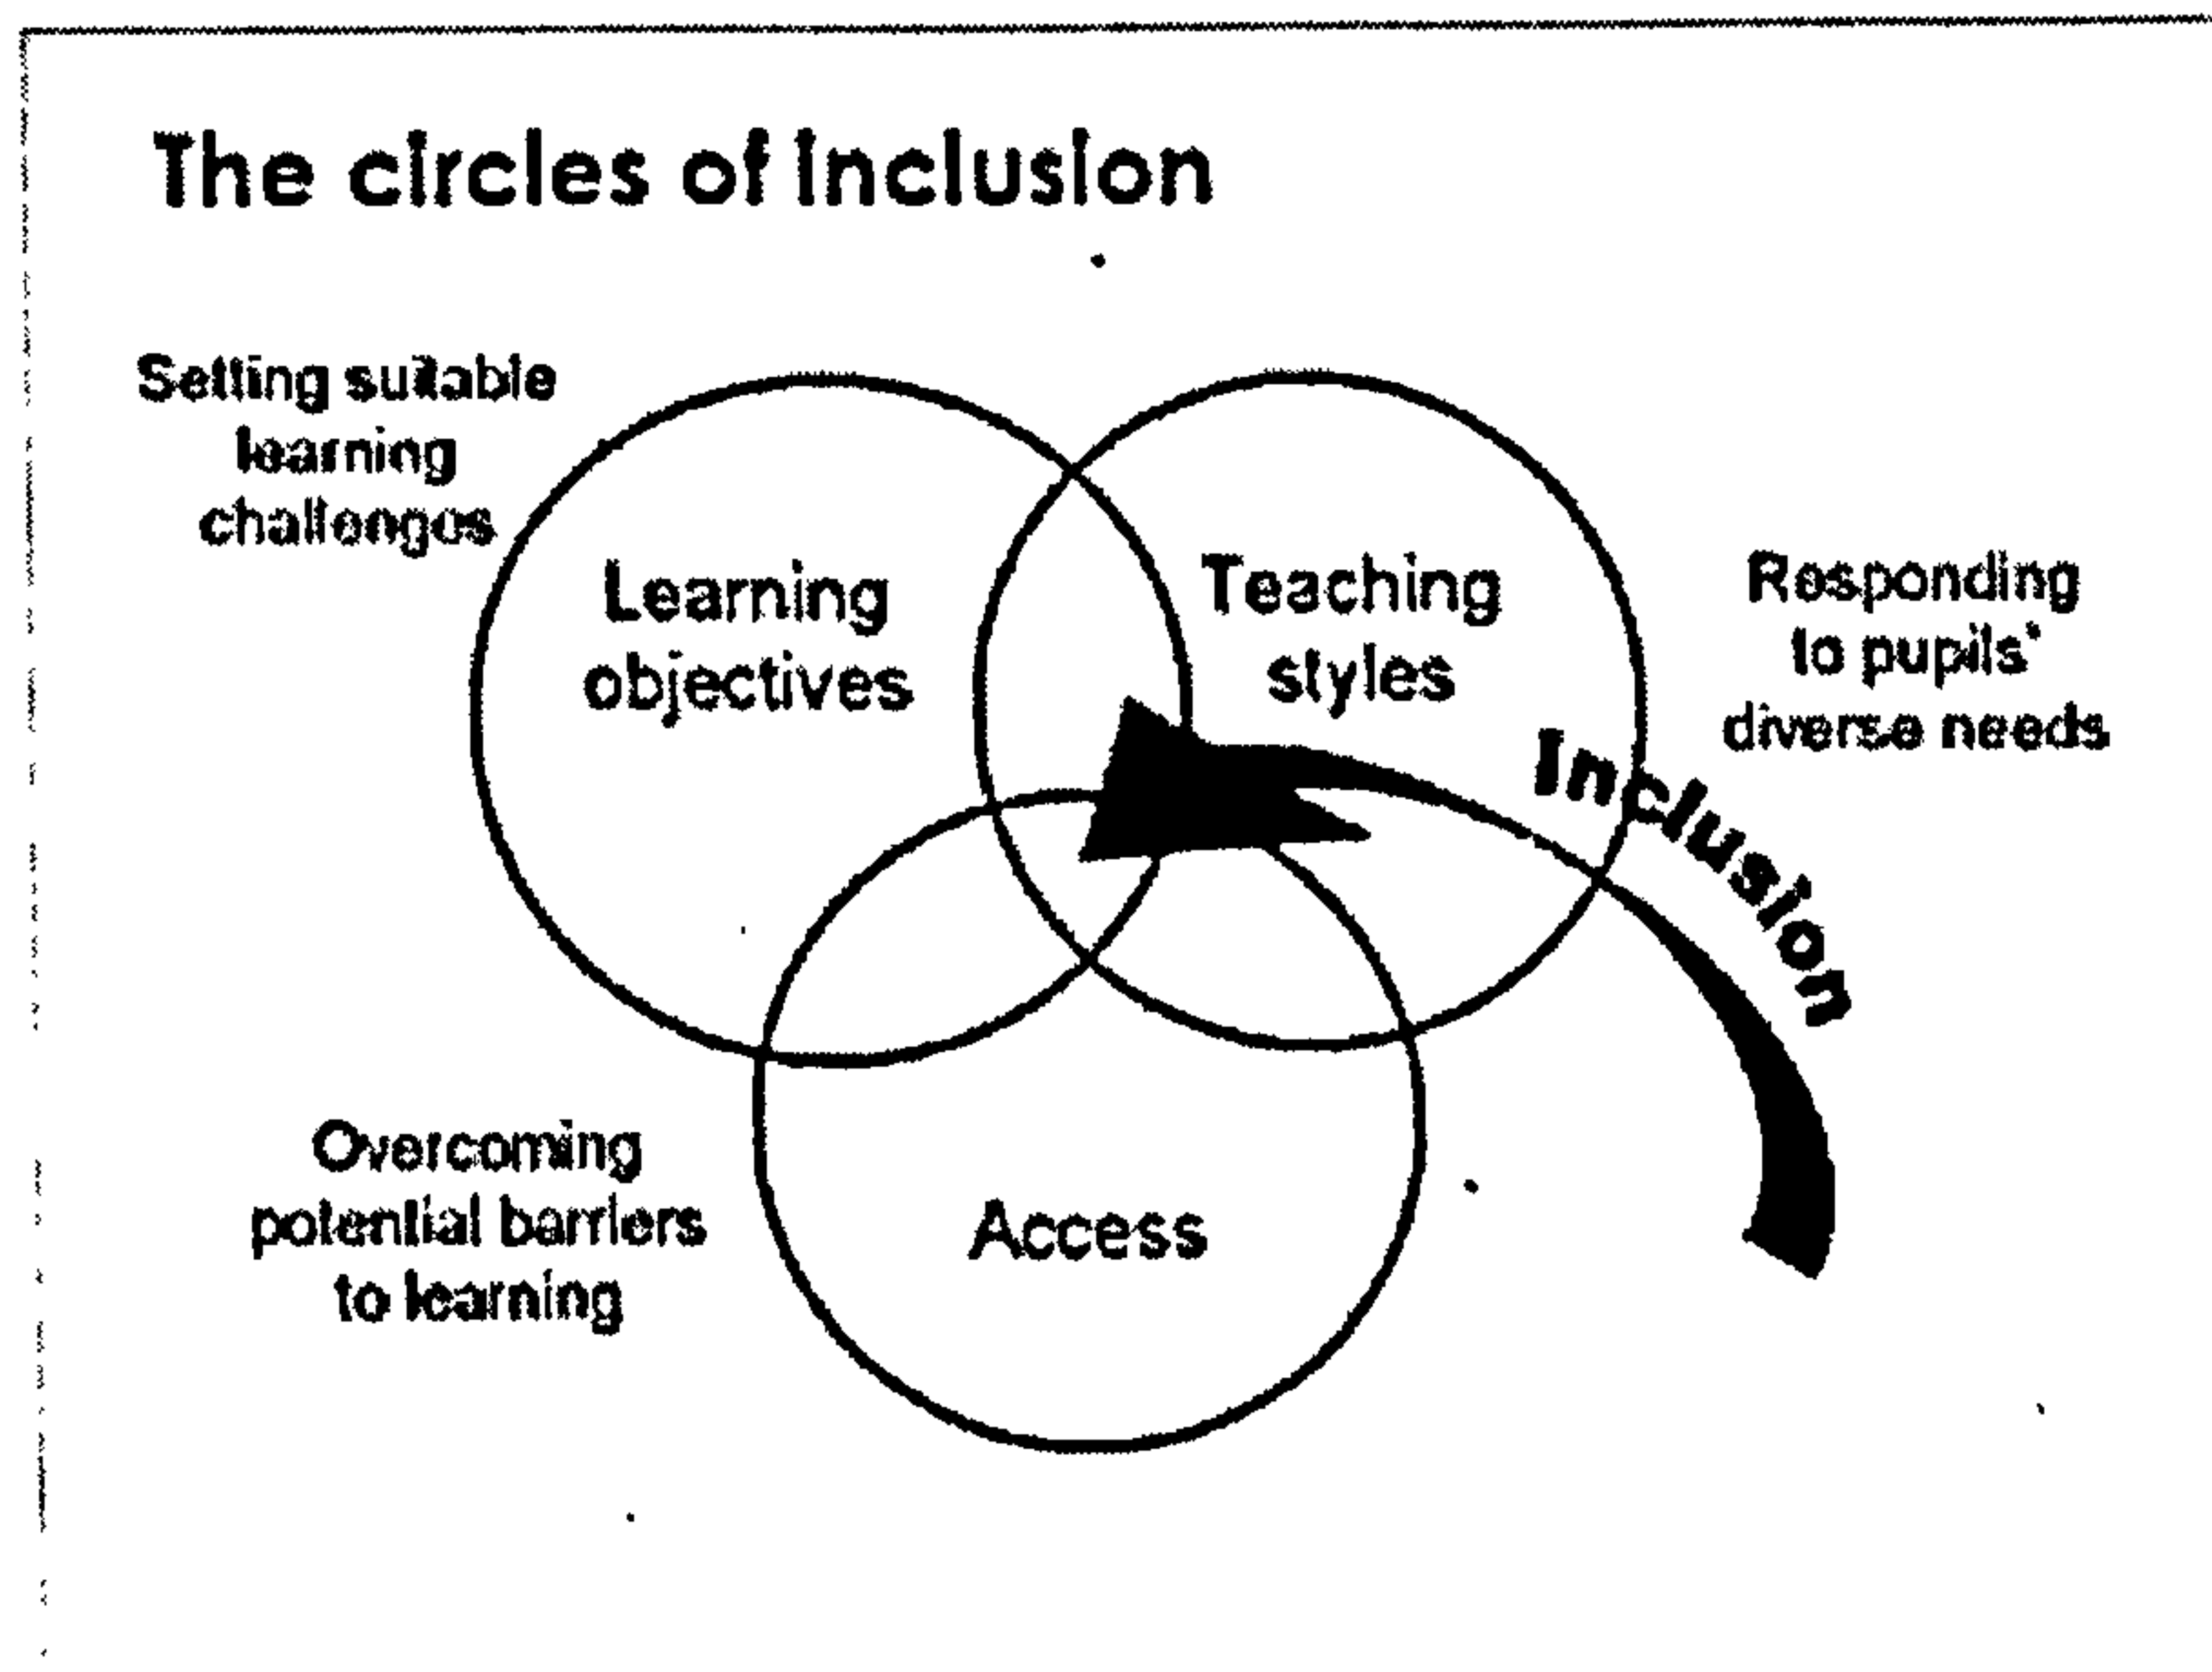 The circles of inclusion
Setting suitable
learning
challenges
Learning
objectives
Teaching
styles
Responding
to pupils'
diverse needs
Inclusion
Overcoming
potential barriers
to learning
Access